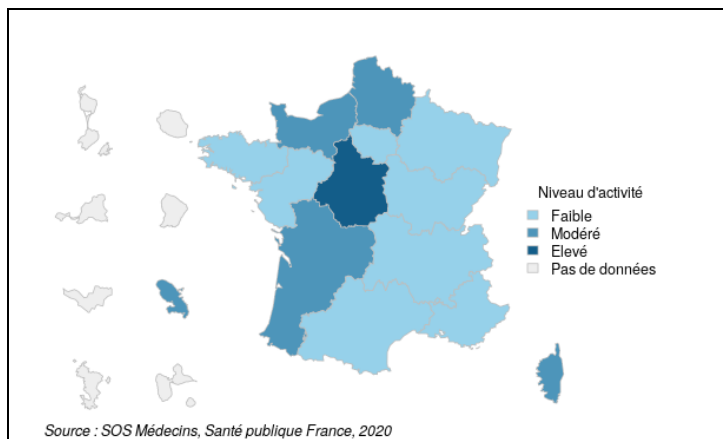 Niveau d'activité
Faible
Modéré
Elevé
Pas de données
Source : SOS Médecins, Santé publique France, 2020